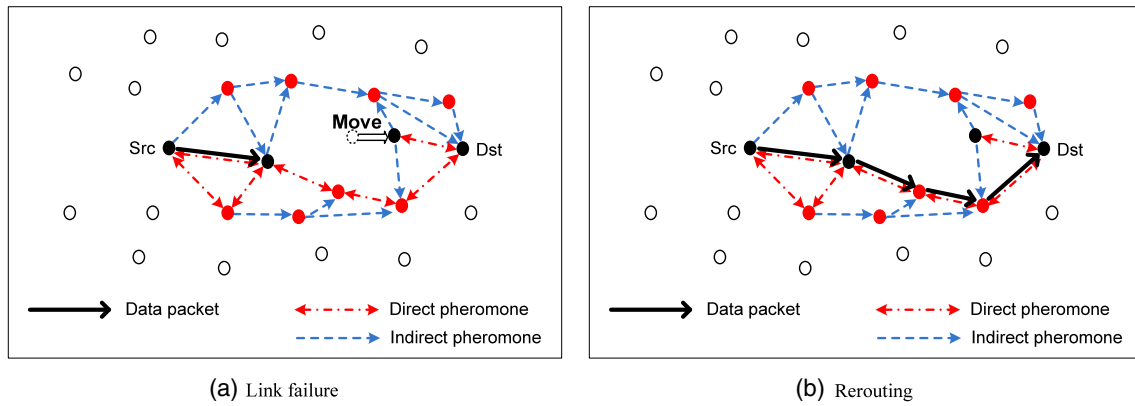 Move
Src
Dst
Data packet
Direct pheromone
Indirect pheromone
(a) Link failure
Src
Dst
Data packet
Direct pheromone
Indirect pheromone
(b) Rerouting